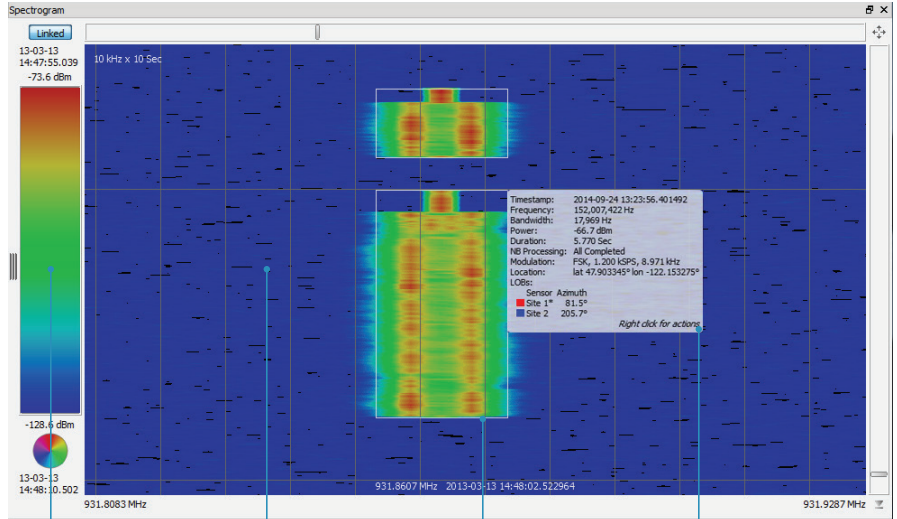 Spectrogram
Linked
13-03-13
14:47:55.039
-73.6 dBm
10 kHz x 10 Sec
Timestamp: 2014-09-24 13:23:56.401492
Frequency: 152,007,422 Hz
Bandwidth: 17,969 Hz
Power: -66.7 dBm
Duration: 5.770 Sec
NB Processing: All Completed
Modulation: FSK, 1.200 kSPS, 8.971 kHz
Location: lat 47.903345° lon -122.153275°
LOBs:
Sensor Azimuth
Site 1* 81.5°
Site 2 205.7°
Right click for actions
-128.6 dBm
13-03-13
14:48:10.502
931.8607 MHz 2013-03-13 14:48:02.522964
931.8083 MHz
931.9287 MHz